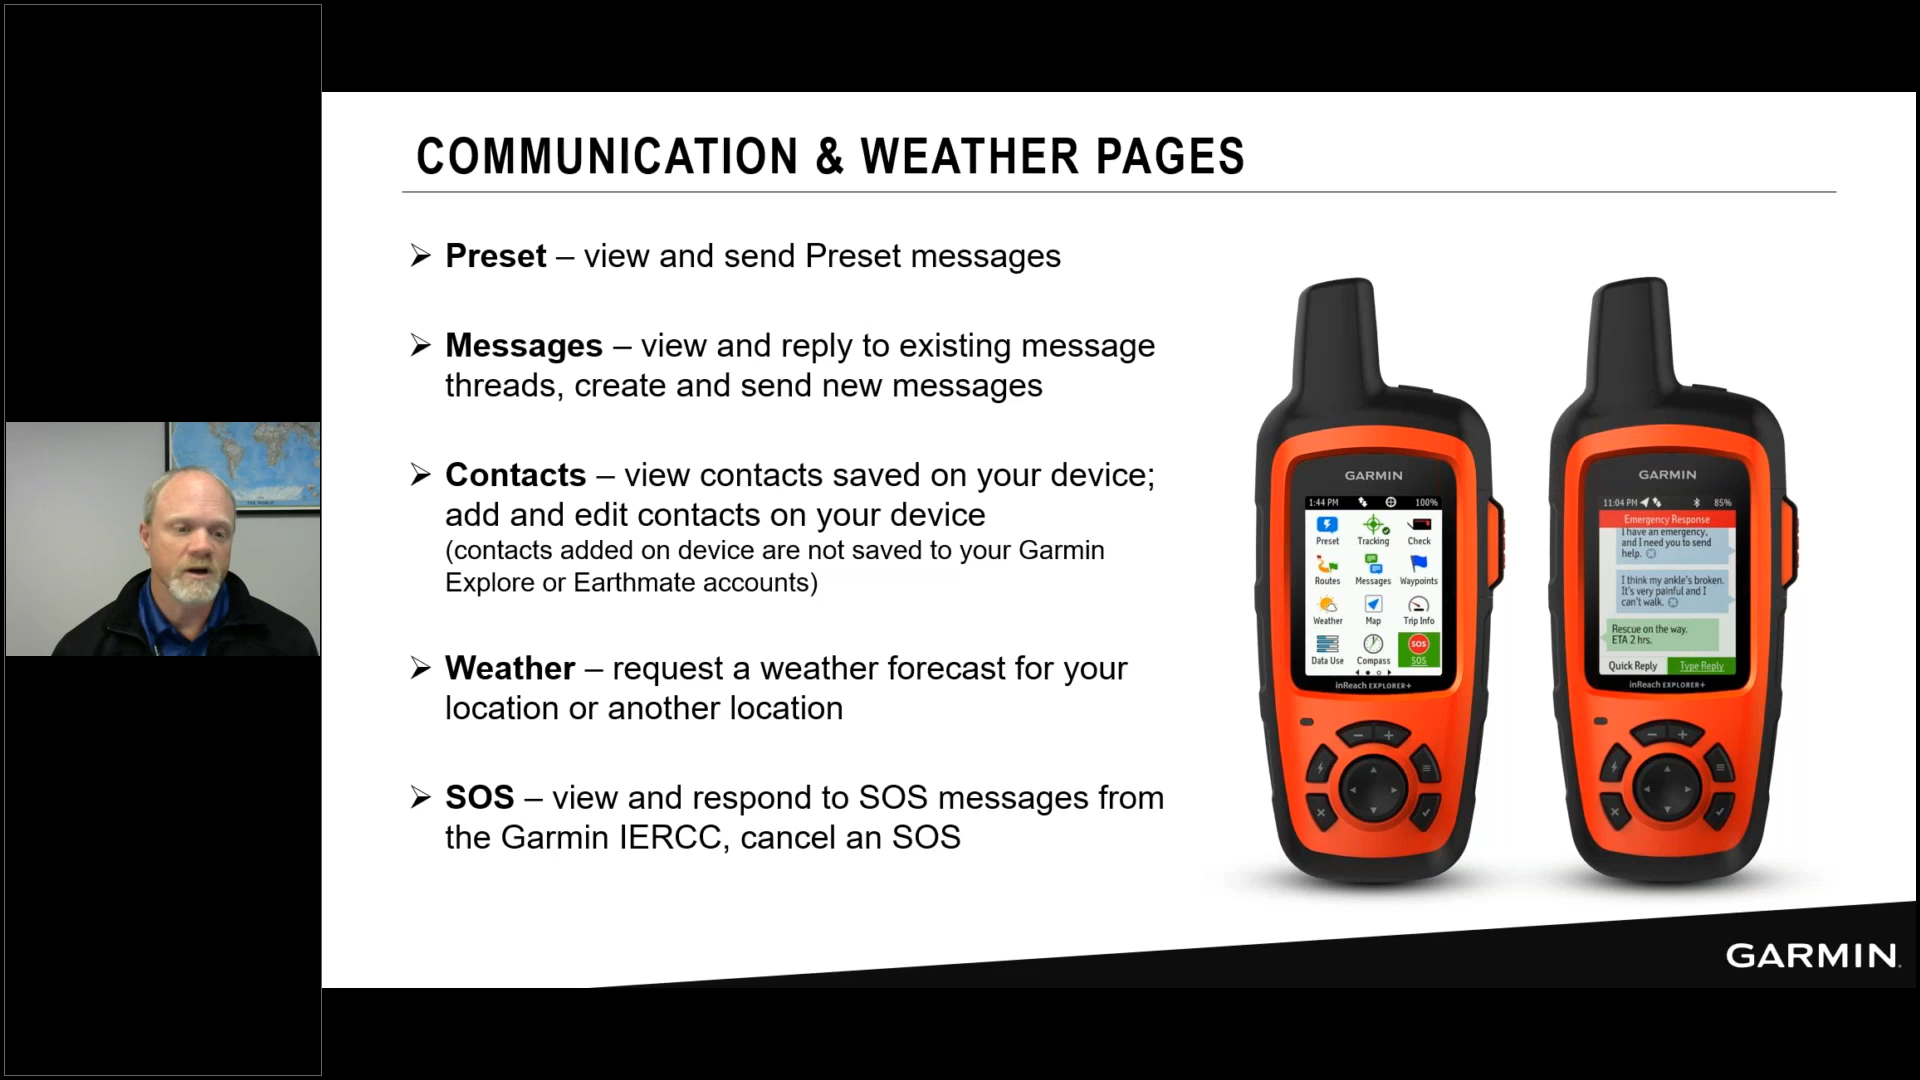 COMMUNICATION & WEATHER PAGES
➢ Preset – view and send Preset messages
➢ Messages – view and reply to existing message
threads, create and send new messages
➢ Contacts – view contacts saved on your device;
add and edit contacts on your device
(contacts added on device are not saved to your Garmin
Explore or Earthmate accounts)
➢ Weather – request a weather forecast for your
location or another location
➢ SOS – view and respond to SOS messages from
the Garmin IERCC, cancel an SOS
GARMIN
1:44 PM 100%
Preset Tracking Check
Routes Messages Waypoints
Weather Map Trip Info
SOS
Data Use Compass SOS
inReach EXPLORER+
GARMIN
11:04 PM 85%
Emergency Response
I have an emergency,
and I need you to send
help.
I think my ankle's broken.
It's very painful and I
can't walk.
Rescue on the way.
ETA 2 hrs.
Quick Reply Type Reply
inReach EXPLORER+
GARMIN.